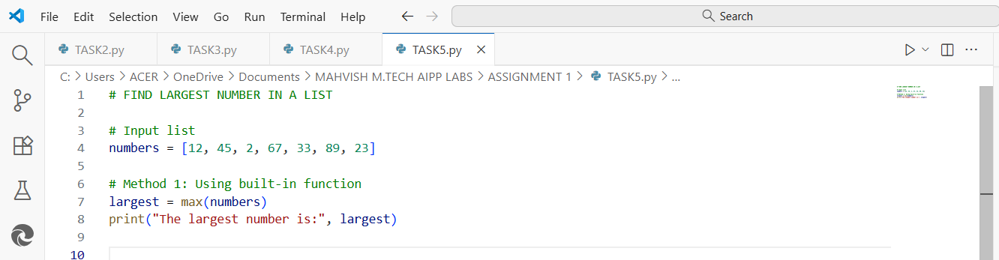 File Edit Selection View Go Run Terminal Help Search
TASK2.py TASK3.py TASK4.py TASK5.py
C: > Users > ACER > OneDrive > Documents > MAHVISH M.TECH AIPP LABS > ASSIGNMENT 1 > TASK5.py > ...
1 # FIND LARGEST NUMBER IN A LIST
2
3 # Input list
4 numbers = [12, 45, 2, 67, 33, 89, 23]
5
6 # Method 1: Using built-in function
7 largest = max(numbers)
8 print("The largest number is:", largest)
9
10